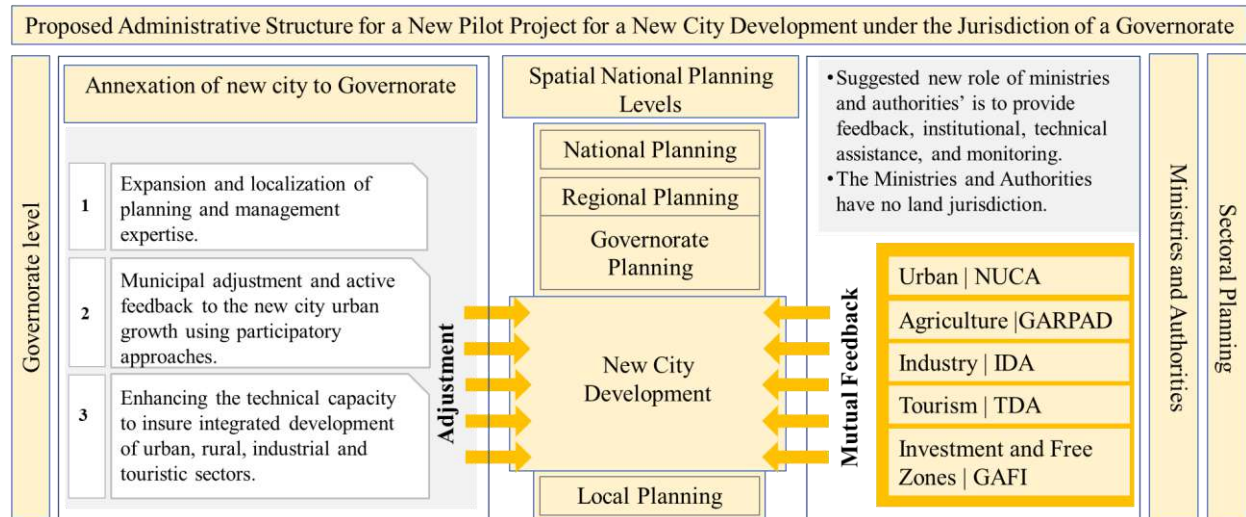 Proposed Administrative Structure for a New Pilot Project for a New City Development under the Jurisdiction of a Governorate
Governorate level
Annexation of new city to Governorate
1
Expansion and localization of
planning and management
expertise.
2
Municipal adjustment and active
feedback to the new city urban
growth using participatory
approaches.
3
Enhancing the technical capacity
to insure integrated development
of urban, rural, industrial and
touristic sectors.
Adjustment
Spatial National Planning
Levels
National Planning
Regional Planning
Governorate
Planning
New City
Development
Local Planning
Mutual Feedback
•Suggested new role of ministries
and authorities’ is to provide
feedback, institutional, technical
assistance, and monitoring.
•The Ministries and Authorities
have no land jurisdiction.
Urban | NUCA
Agriculture |GARPAD
Industry | IDA
Tourism | TDA
Investment and Free
Zones | GAFI
Ministries and Authorities
Sectoral Planning